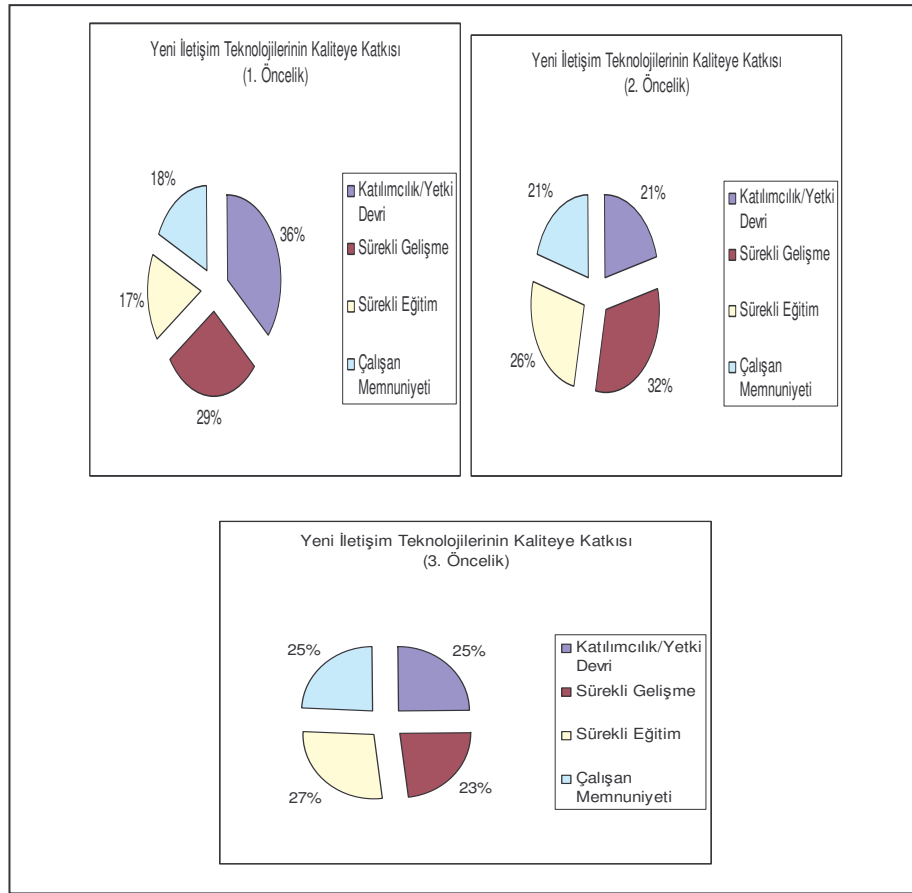 Yeni İletişim Teknolojilerinin Kaliteye Katkısı
(1. Öncelik)
18%
36%
17%
29%
Katılımcılık/Yetki
Devri
Sürekli Gelişme
Sürekli Eğitim
Çalışan
Memnuniyeti
Yeni İletişim Teknolojilerinin Kaliteye Katkısı
(2. Öncelik)
21%
21%
26%
32%
Katılımcılık/Yetki
Devri
Sürekli Gelişme
Sürekli Eğitim
Çalışan
Memnuniyeti
Yeni İletişim Teknolojilerinin Kaliteye Katkısı
(3. Öncelik)
25%
25%
27%
23%
Katılımcılık/Yetki
Devri
Sürekli Gelişme
Sürekli Eğitim
Çalışan
Memnuniyeti